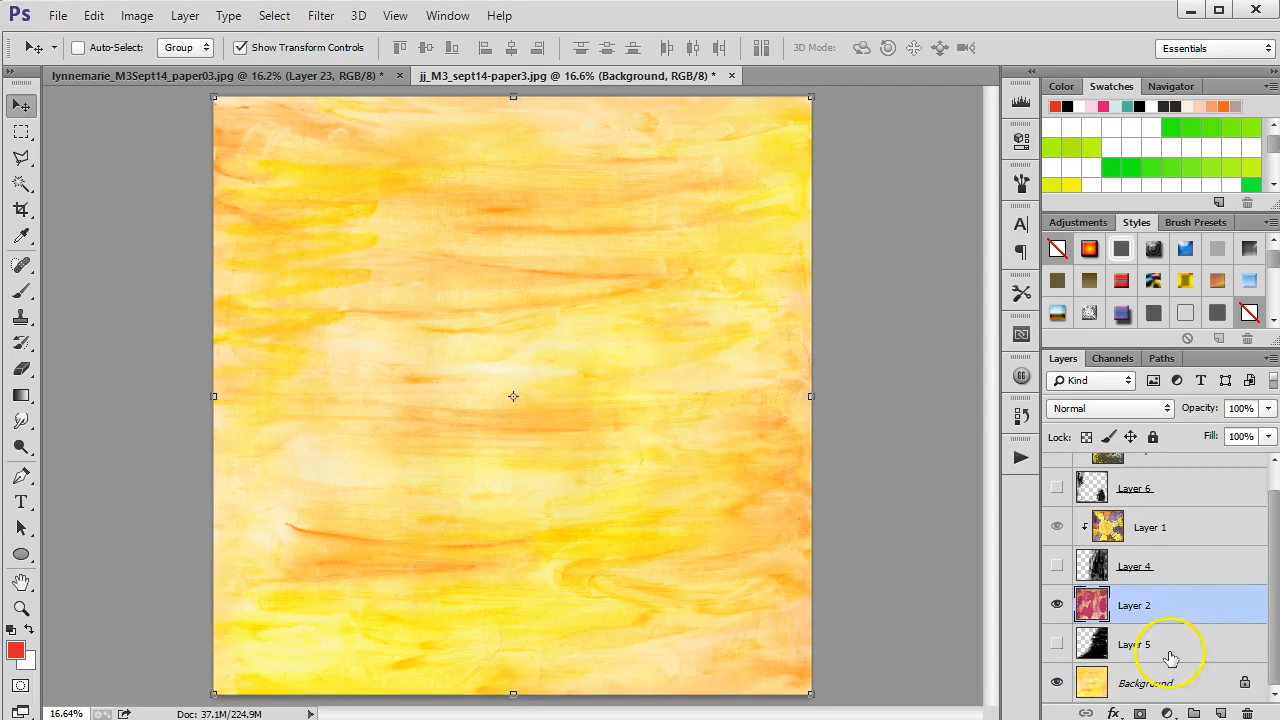 Ps File Edit Image Layer Type Select Filter 3D View Window Help
Auto-Select: Group Show Transform Controls 3D Mode: Essentials
lynnemarie_M3Sept14_paper03.jpg @ 16.2% (Layer 23, RGB/8) * × jj_M3_sept14-paper3.jpg @ 16.6% (Background, RGB/8) * ×
Color Swatches Navigator
Adjustments Styles Brush Presets
Layers Channels Paths
Kind
Normal Opacity: 100%
Lock: Fill: 100%
Layer 6
Layer 1
Layer 4
Layer 2
Layer 5
Background
16.64% Doc: 37.1M/224.9M